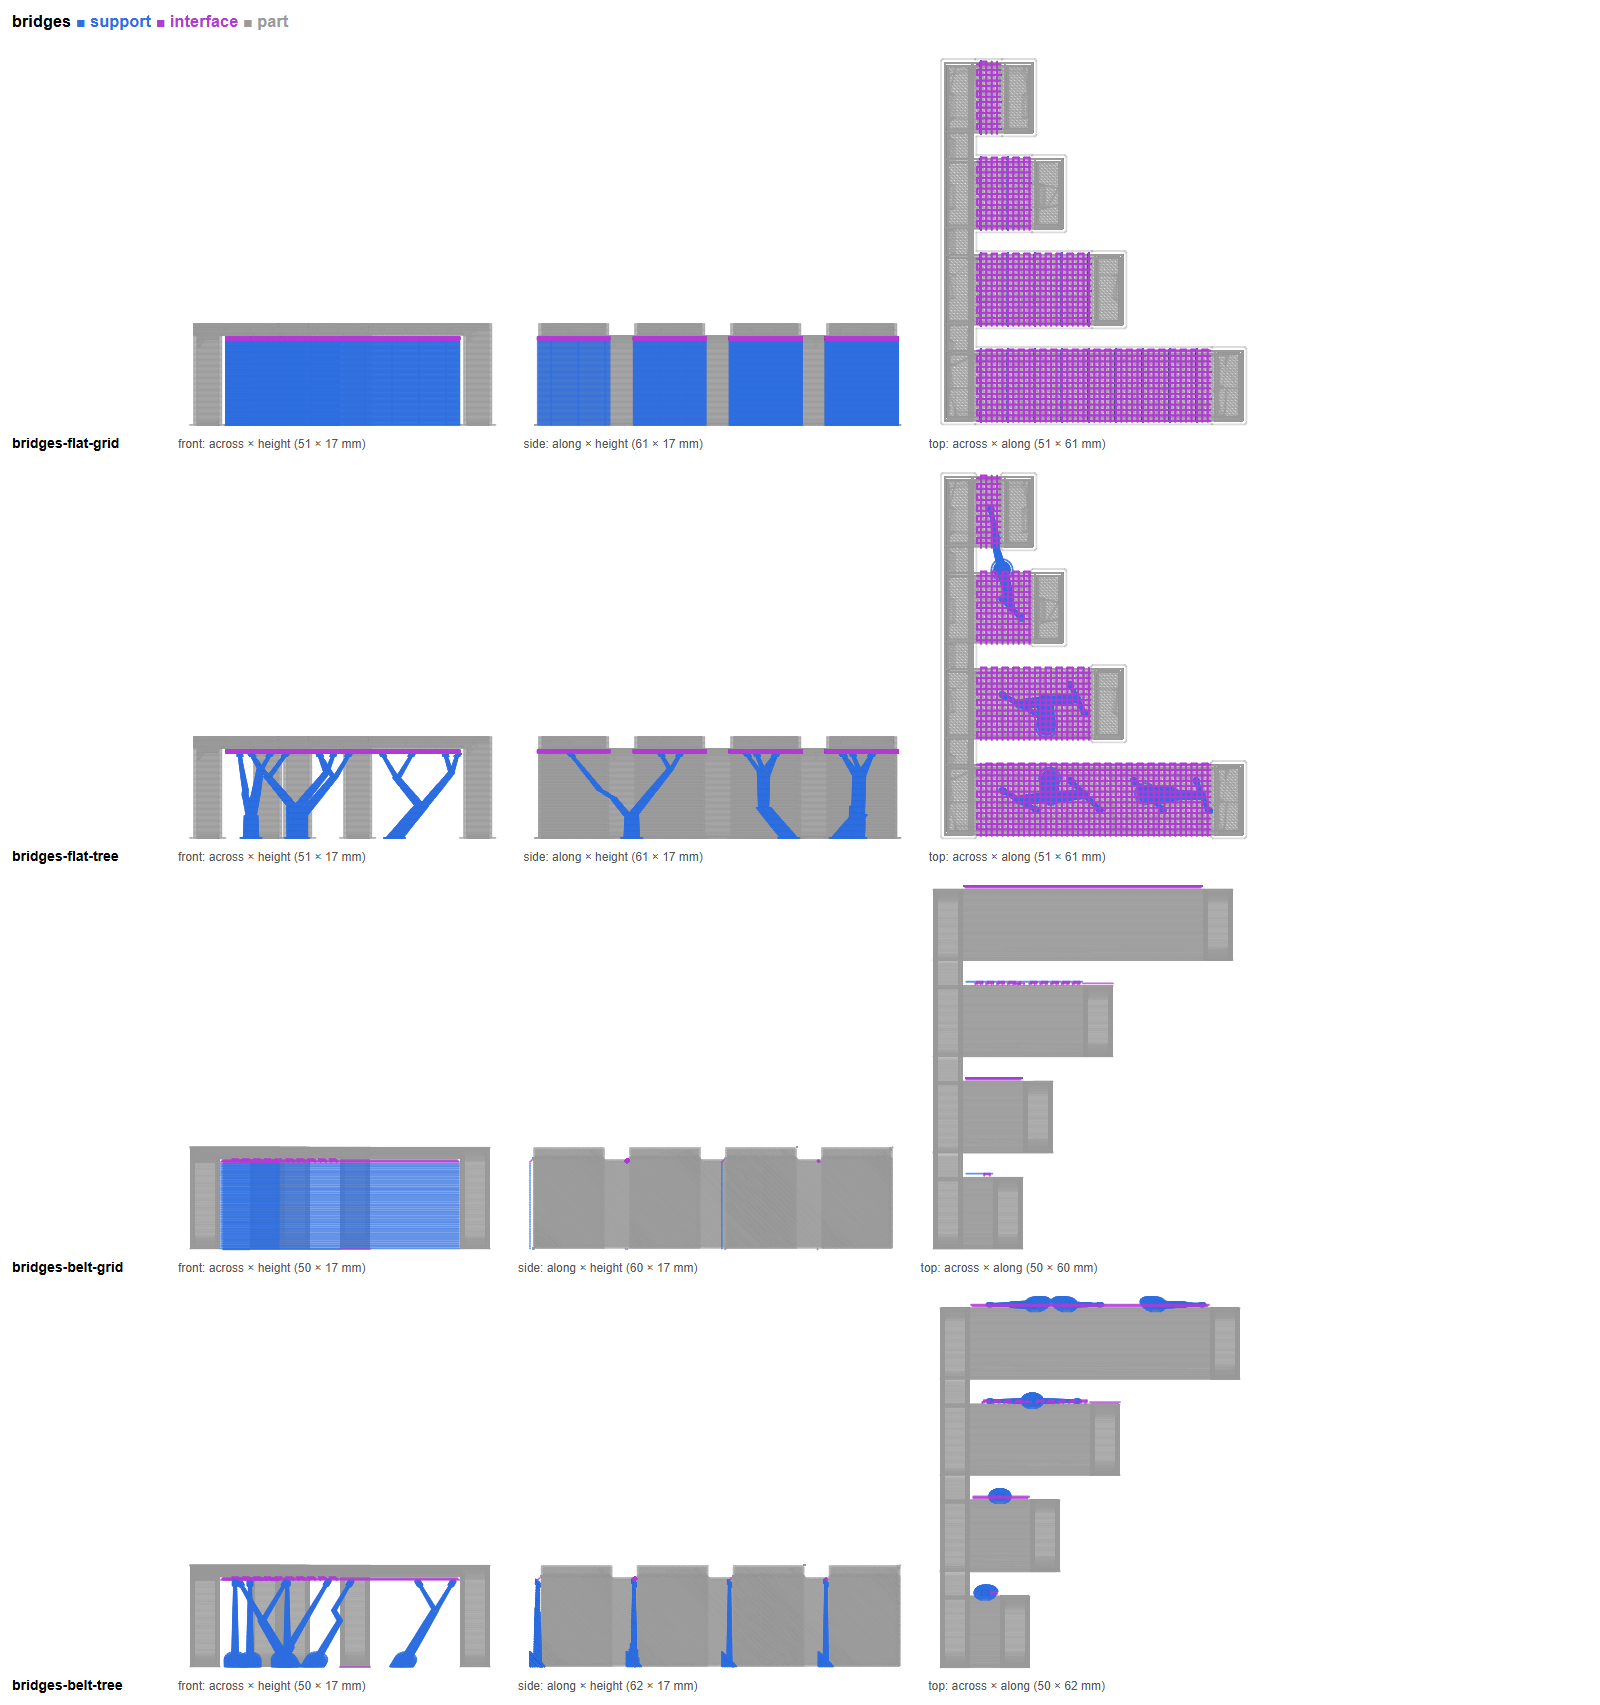 bridges ■ support ■ interface ■ part
bridges-flat-grid
front: across × height (51 × 17 mm)
side: along × height (61 × 17 mm)
top: across × along (51 × 61 mm)
bridges-flat-tree
front: across × height (51 × 17 mm)
side: along × height (61 × 17 mm)
top: across × along (51 × 61 mm)
bridges-belt-grid
front: across × height (50 × 17 mm)
side: along × height (60 × 17 mm)
top: across × along (50 × 60 mm)
bridges-belt-tree
front: across × height (50 × 17 mm)
side: along × height (62 × 17 mm)
top: across × along (50 × 62 mm)